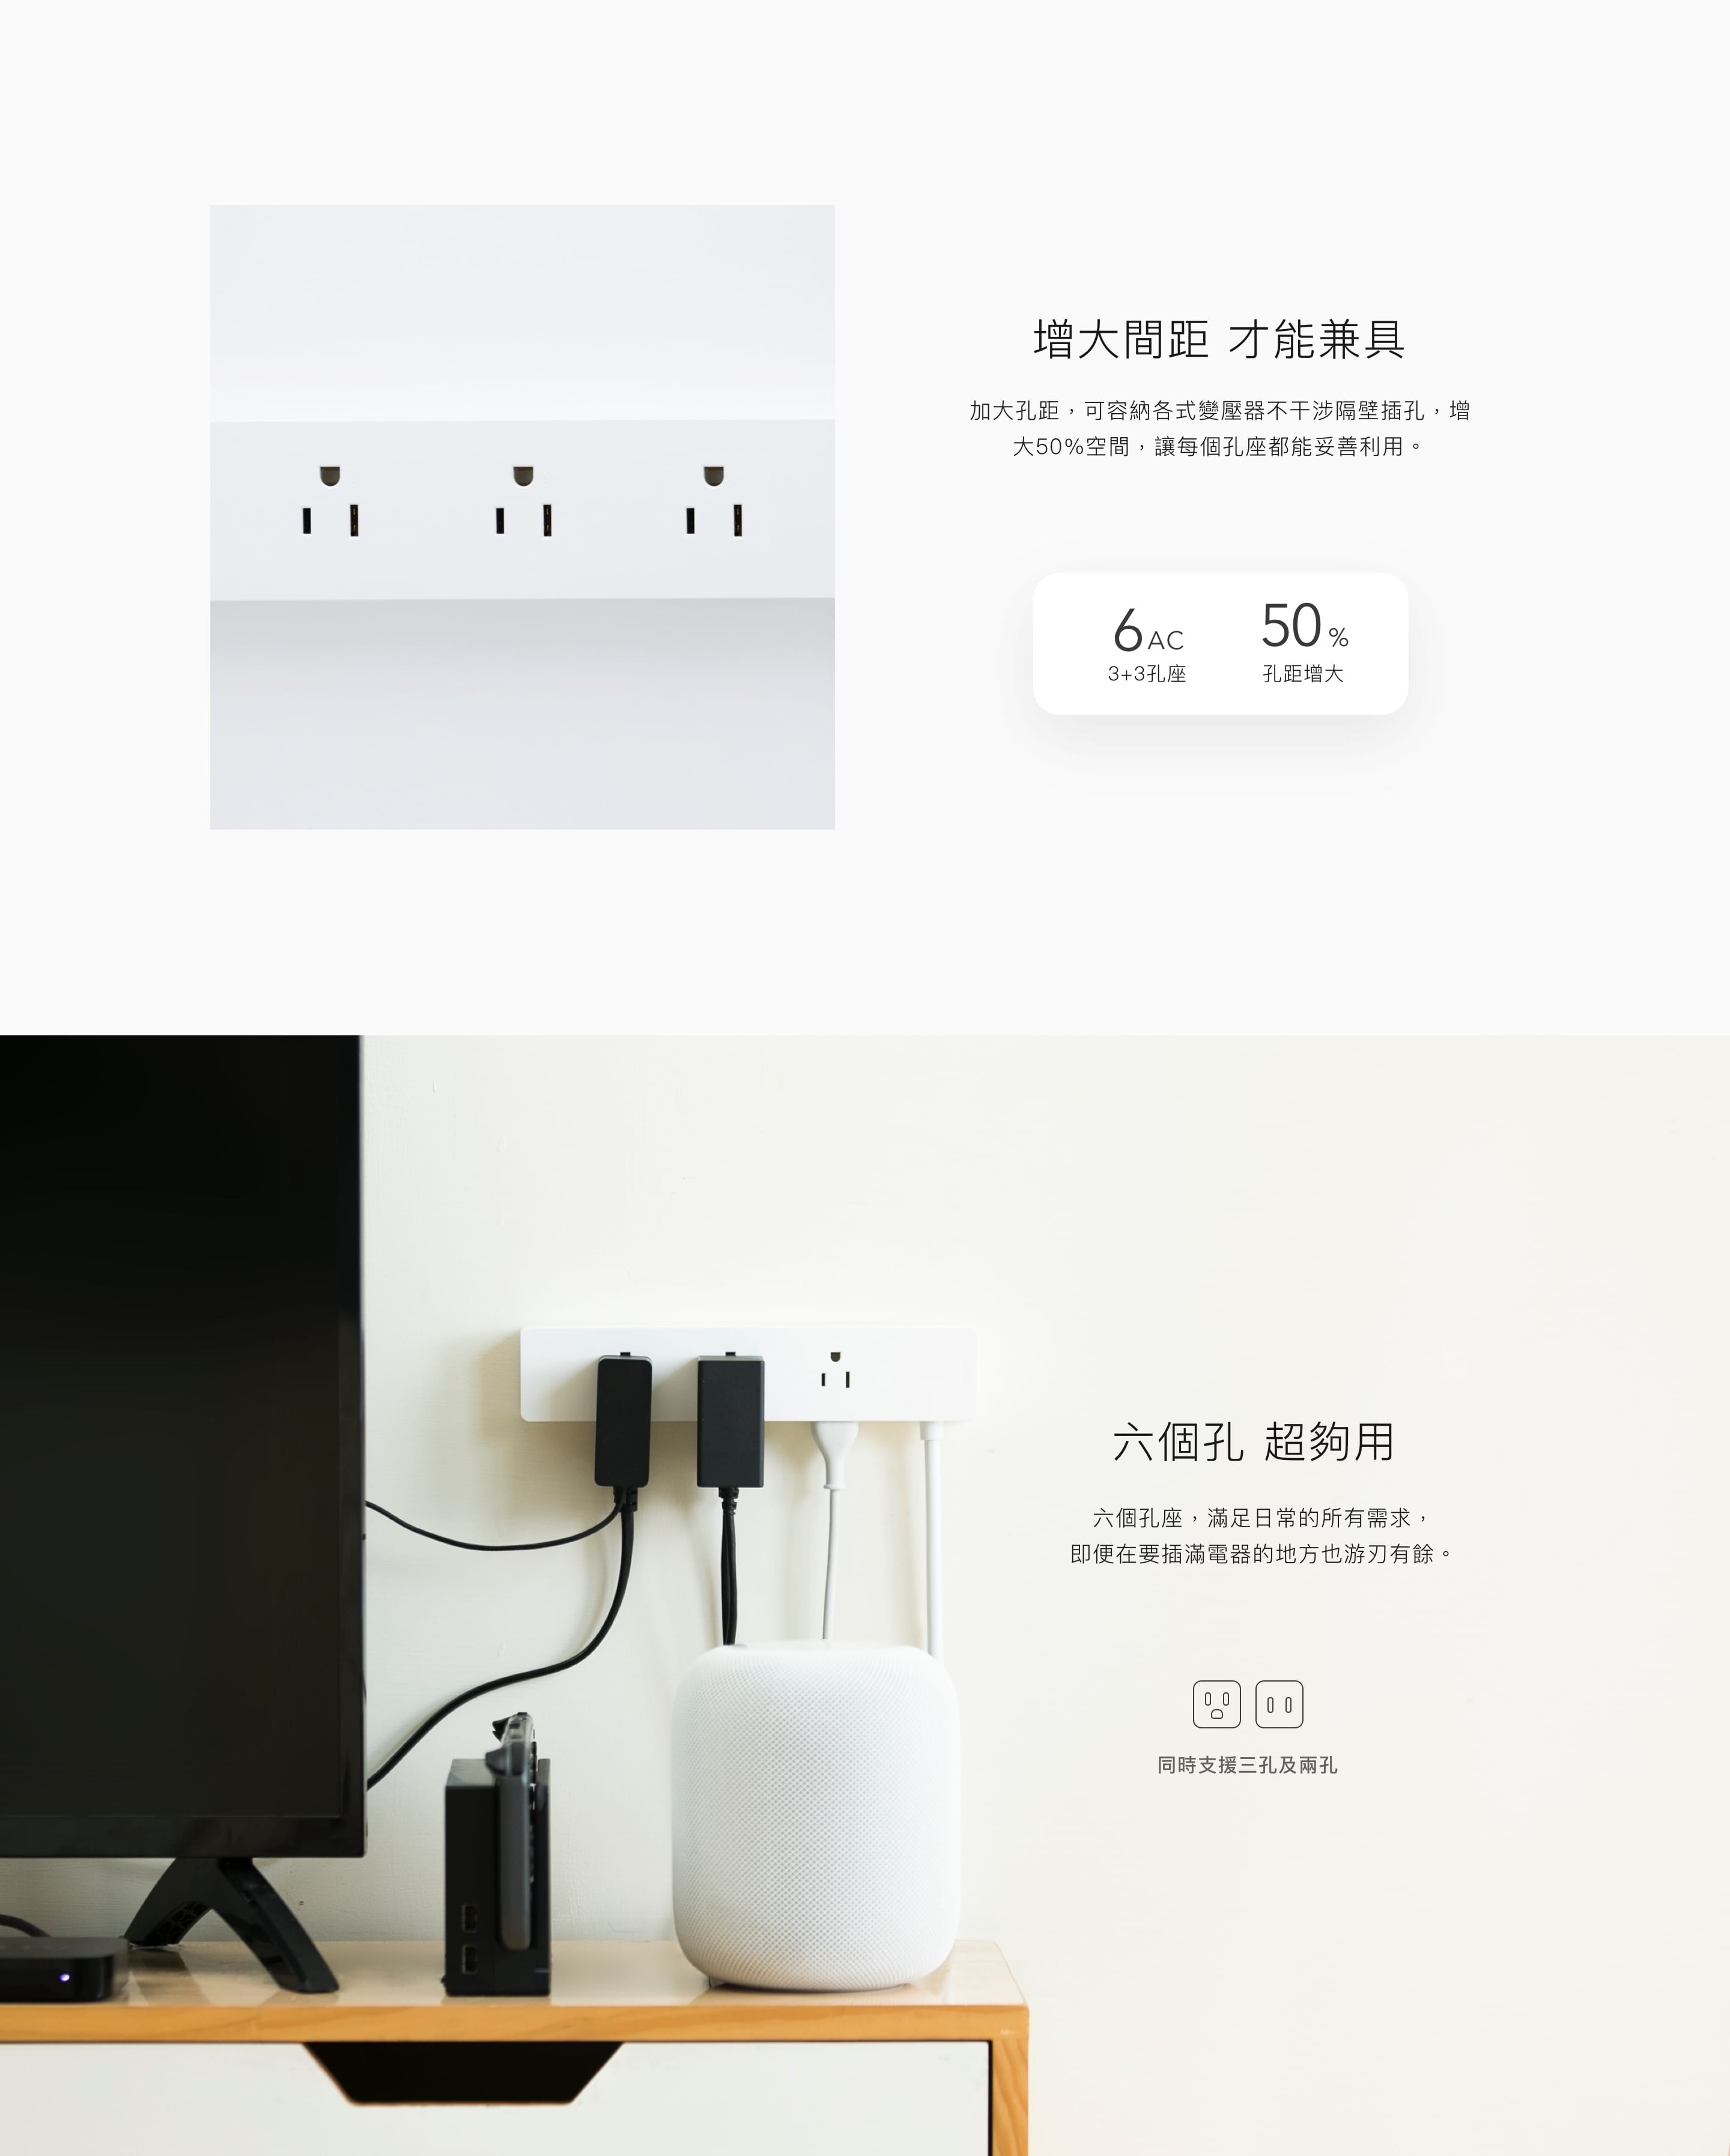 增大間距 才能兼具
加大孔距，可容納各式變壓器不干涉隔壁插孔，增
大50%空間，讓每個孔座都能妥善利用。
6 AC
3+3孔座
50 %
孔距增大
六個孔 超夠用
六個孔座，滿足日常的所有需求，
即便在要插滿電器的地方也游刃有餘。
同時支援三孔及兩孔